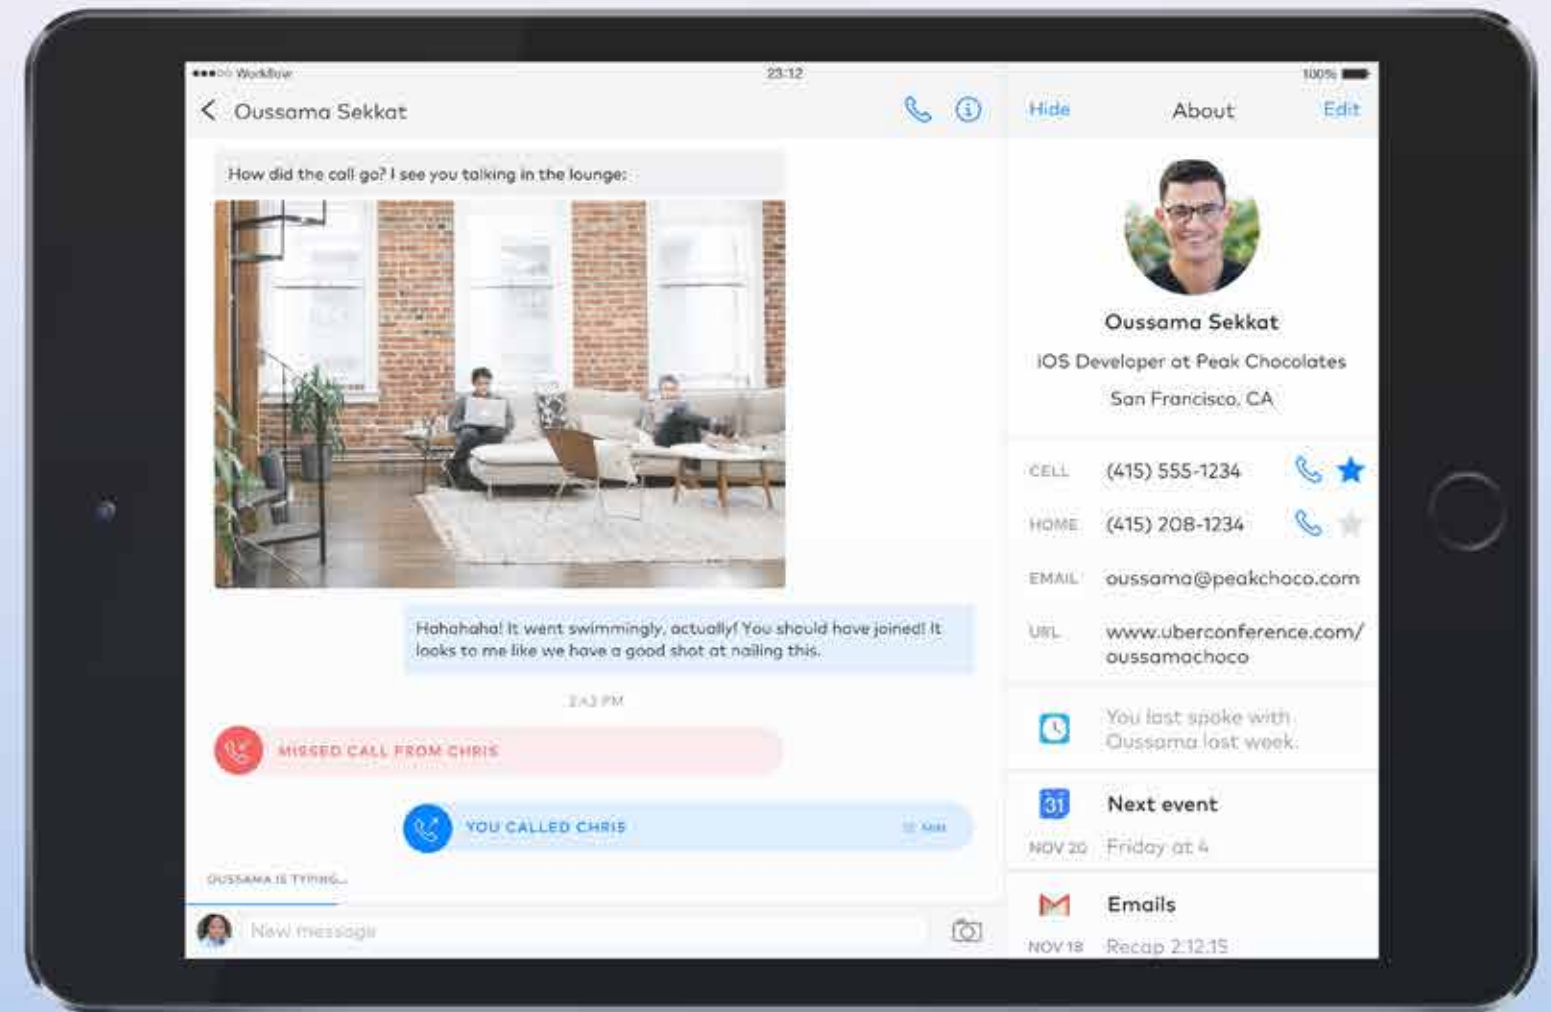 Workflow
23:12
100%
Oussama Sekkat
Hide
About
Edit
How did the call go? I see you talking in the lounge:
Hahahaha! It went swimmingly, actually! You should have joined! It
looks to me like we have a good shot at nailing this.
2:43 PM
MISSED CALL FROM CHRIS
YOU CALLED CHRIS
OUSSAMA IS TYPING...
New message
Oussama Sekkat
iOS Developer at Peak Chocolates
San Francisco, CA
CELL (415) 555-1234
HOME (415) 208-1234
EMAIL oussama@peakchoco.com
URL www.uberconference.com/
oussamachoco
You last spoke with
Oussama last week.
31 Next event
NOV 20 Friday at 4
Emails
NOV 18 Recap 2.12.15